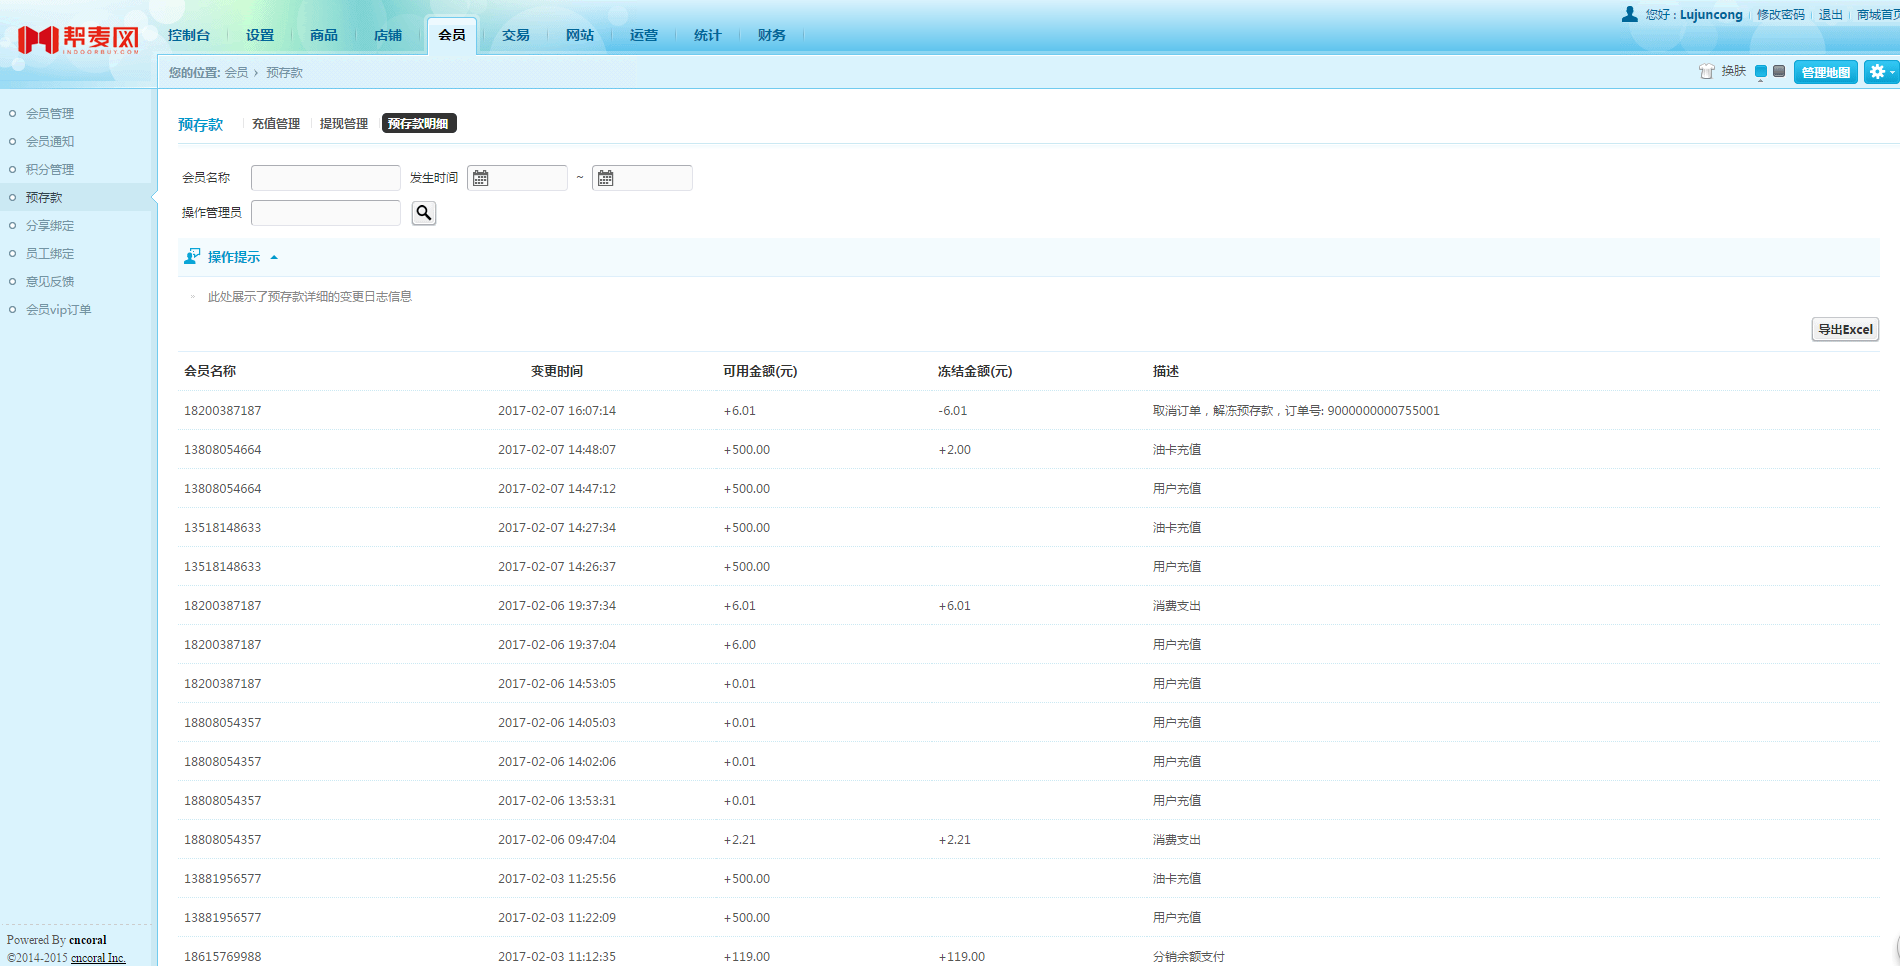 您好 : Lujuncong 修改密码 退出 商城首页
帮麦网
INDOORBUY.COM
控制台 设置 商品 店铺 会员 交易 网站 运营 统计 财务
您的位置: 会员 › 预存款
换肤 管理地图
会员管理
会员通知
积分管理
预存款
分享绑定
员工绑定
意见反馈
会员vip订单
预存款 充值管理 提现管理 预存款明细
会员名称 发生时间 ~
操作管理员
操作提示
此处展示了预存款详细的变更日志信息
导出Excel
会员名称 变更时间 可用金额(元) 冻结金额(元) 描述
18200387187 2017-02-07 16:07:14 +6.01 -6.01 取消订单，解冻预存款，订单号: 9000000000755001
13808054664 2017-02-07 14:48:07 +500.00 +2.00 油卡充值
13808054664 2017-02-07 14:47:12 +500.00 用户充值
13518148633 2017-02-07 14:27:34 +500.00 油卡充值
13518148633 2017-02-07 14:26:37 +500.00 用户充值
18200387187 2017-02-06 19:37:34 +6.01 +6.01 消费支出
18200387187 2017-02-06 19:37:04 +6.00 用户充值
18200387187 2017-02-06 14:53:05 +0.01 用户充值
18808054357 2017-02-06 14:05:03 +0.01 用户充值
18808054357 2017-02-06 14:02:06 +0.01 用户充值
18808054357 2017-02-06 13:53:31 +0.01 用户充值
18808054357 2017-02-06 09:47:04 +2.21 +2.21 消费支出
13881956577 2017-02-03 11:25:56 +500.00 油卡充值
13881956577 2017-02-03 11:22:09 +500.00 用户充值
18615769988 2017-02-03 11:12:35 +119.00 +119.00 分销余额支付
Powered By cncoral
©2014-2015 cncoral Inc.